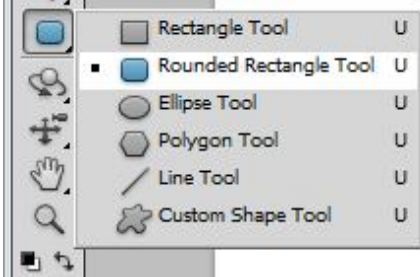 Rectangle Tool U
Rounded Rectangle Tool U
Ellipse Tool U
Polygon Tool U
Line Tool U
Custom Shape Tool U